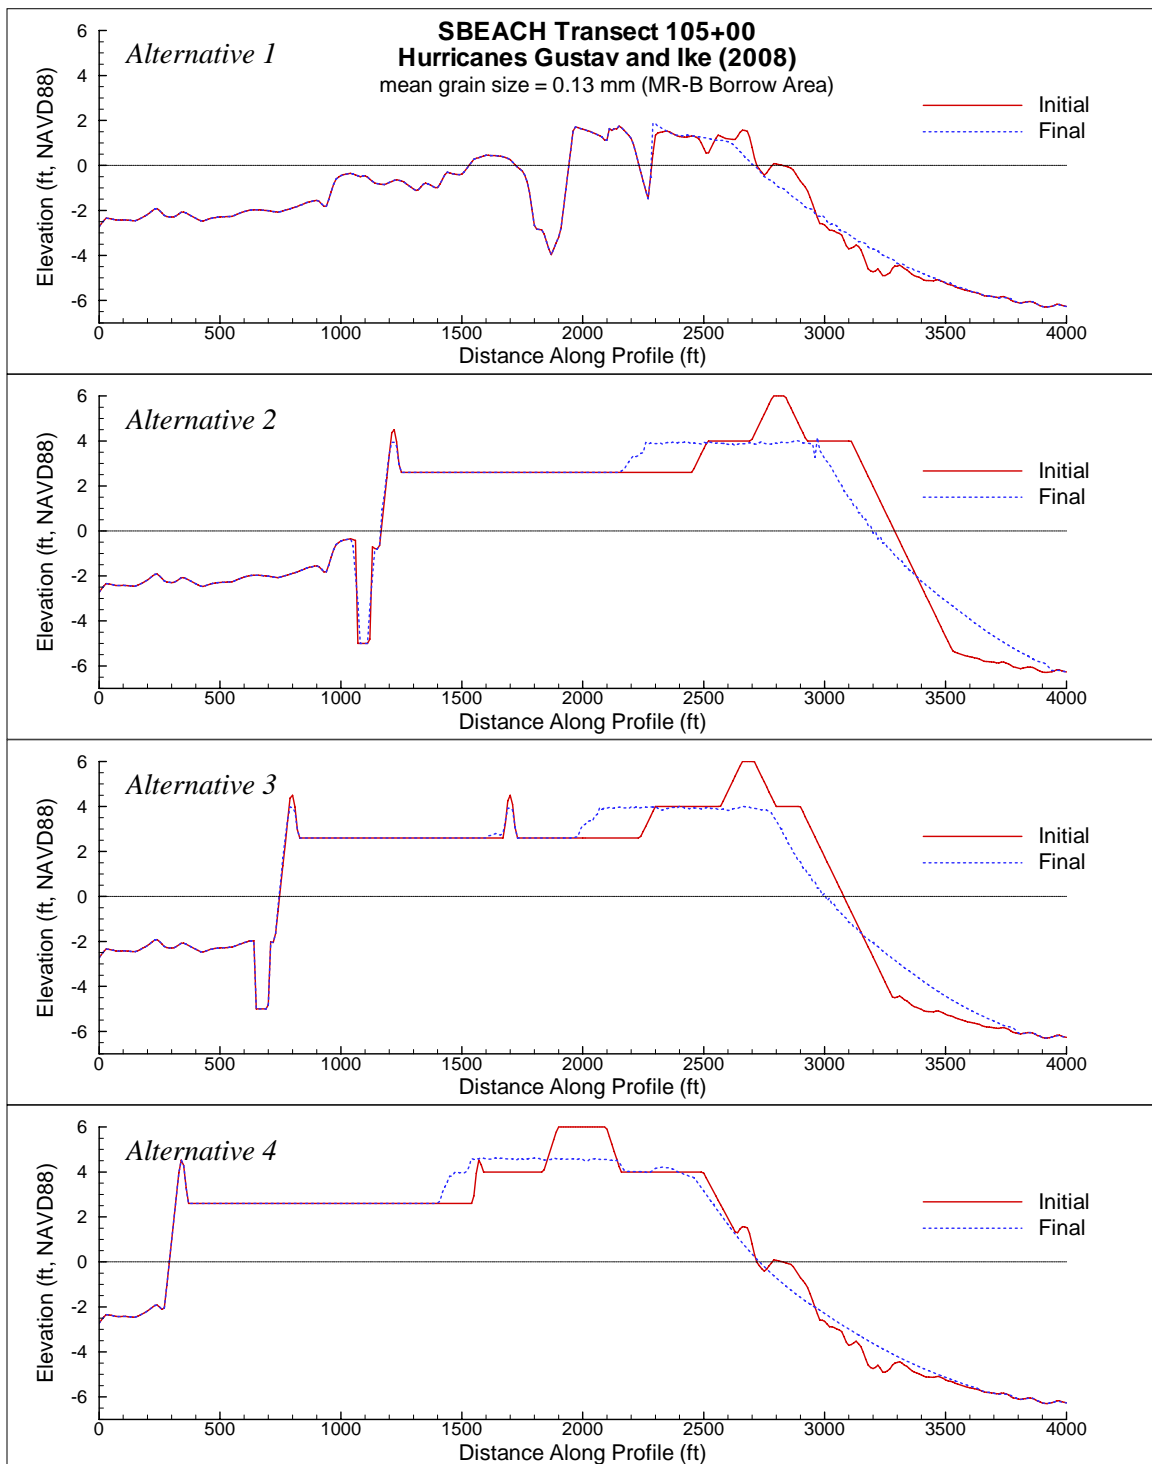 SBEACH Transect 105+00
Hurricanes Gustav and Ike (2008)
mean grain size = 0.13 mm (MR-B Borrow Area)
Alternative 1
Initial
Final
Elevation (ft, NAVD88)
6
4
2
0
-2
-4
-6
0 500 1000 1500 2000 2500 3000 3500 4000
Distance Along Profile (ft)
Alternative 2
Initial
Final
Elevation (ft, NAVD88)
6
4
2
0
-2
-4
-6
0 500 1000 1500 2000 2500 3000 3500 4000
Distance Along Profile (ft)
Alternative 3
Initial
Final
Elevation (ft, NAVD88)
6
4
2
0
-2
-4
-6
0 500 1000 1500 2000 2500 3000 3500 4000
Distance Along Profile (ft)
Alternative 4
Initial
Final
Elevation (ft, NAVD88)
6
4
2
0
-2
-4
-6
0 500 1000 1500 2000 2500 3000 3500 4000
Distance Along Profile (ft)